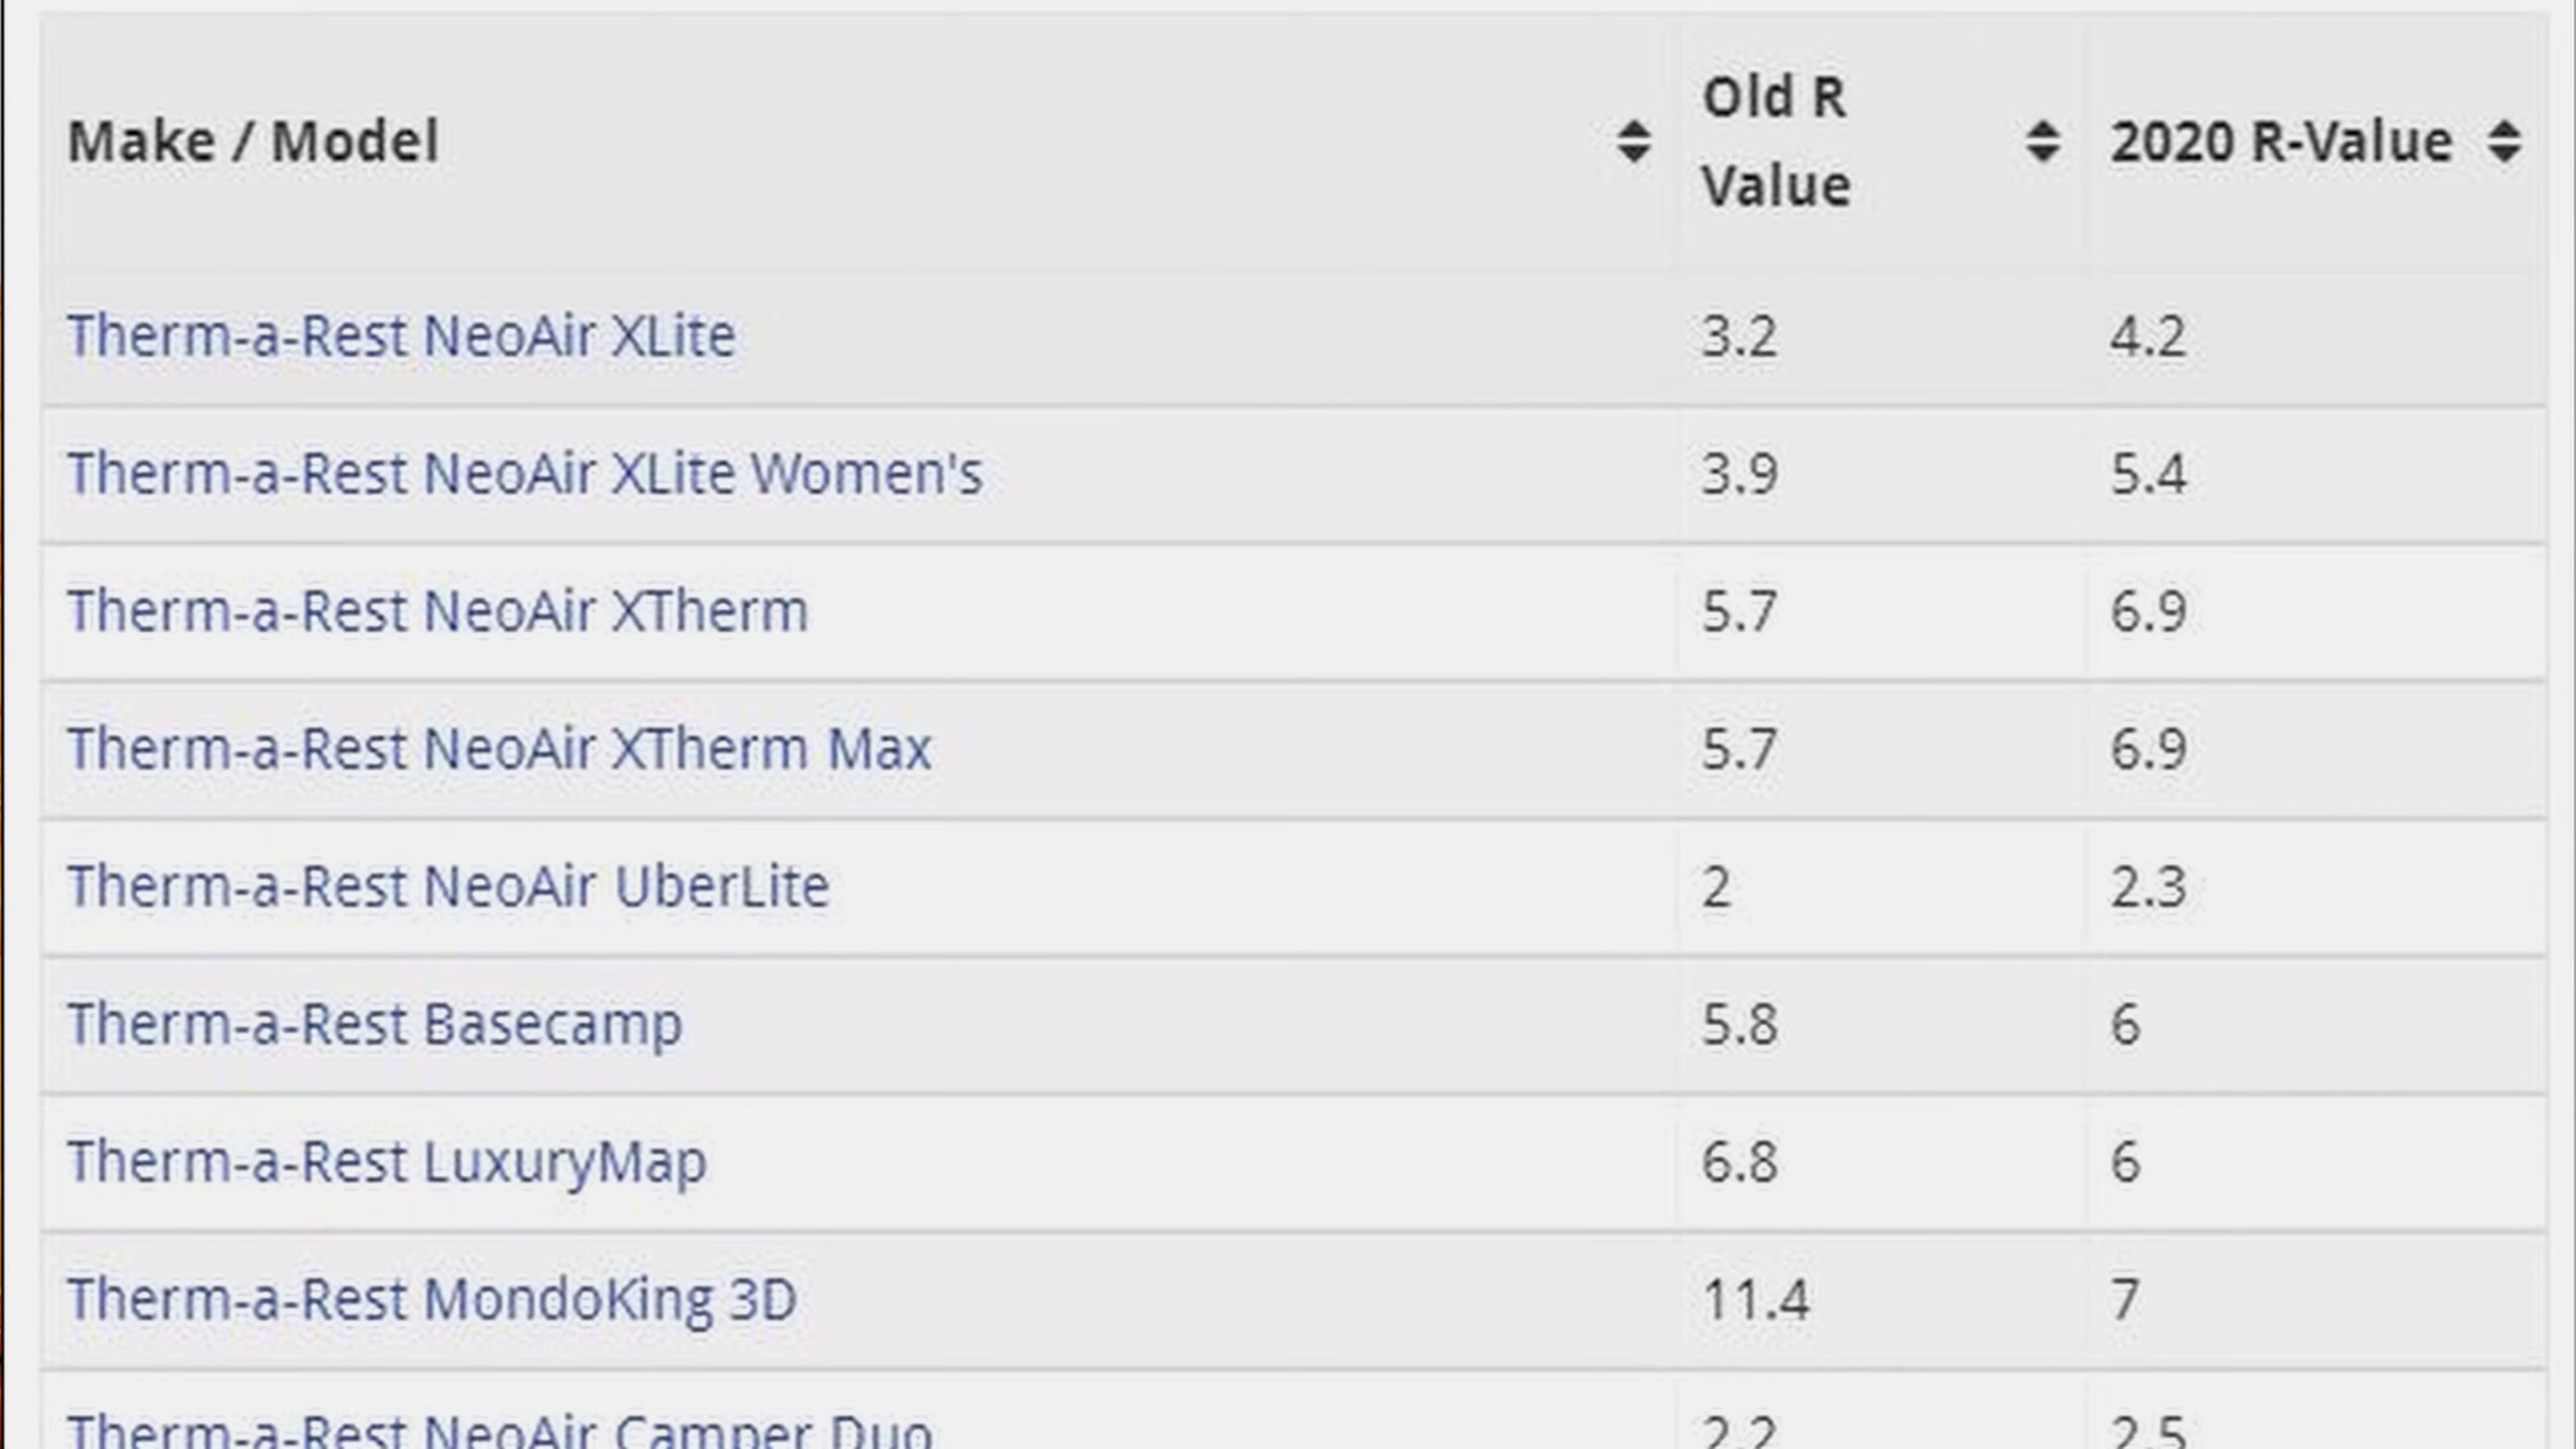 Make / Model Old R Value 2020 R-Value
Therm-a-Rest NeoAir XLite 3.2 4.2
Therm-a-Rest NeoAir XLite Women's 3.9 5.4
Therm-a-Rest NeoAir XTherm 5.7 6.9
Therm-a-Rest NeoAir XTherm Max 5.7 6.9
Therm-a-Rest NeoAir UberLite 2 2.3
Therm-a-Rest Basecamp 5.8 6
Therm-a-Rest LuxuryMap 6.8 6
Therm-a-Rest MondoKing 3D 11.4 7
Therm-a-Rest NeoAir Camper Duo 2.2 2.5